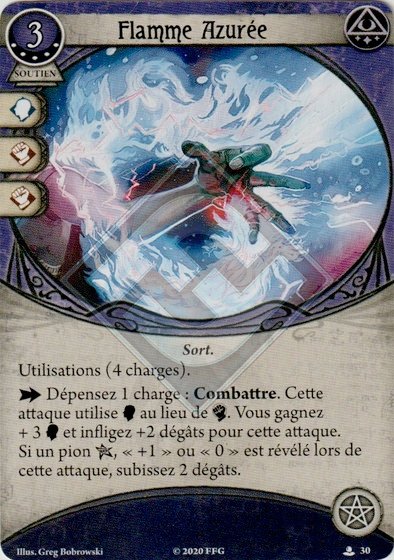 3
Flamme Azurée
SOUTIEN
Sort.
Utilisations (4 charges).
Dépensez 1 charge : Combattre. Cette
attaque utilise au lieu de . Vous gagnez
+ 3 et infligez +2 dégâts pour cette attaque.
Si un pion , « +1 » ou « 0 » est révélé lors de
cette attaque, subissez 2 dégâts.
Illus. Greg Bobrowski
© 2020 FFG
30